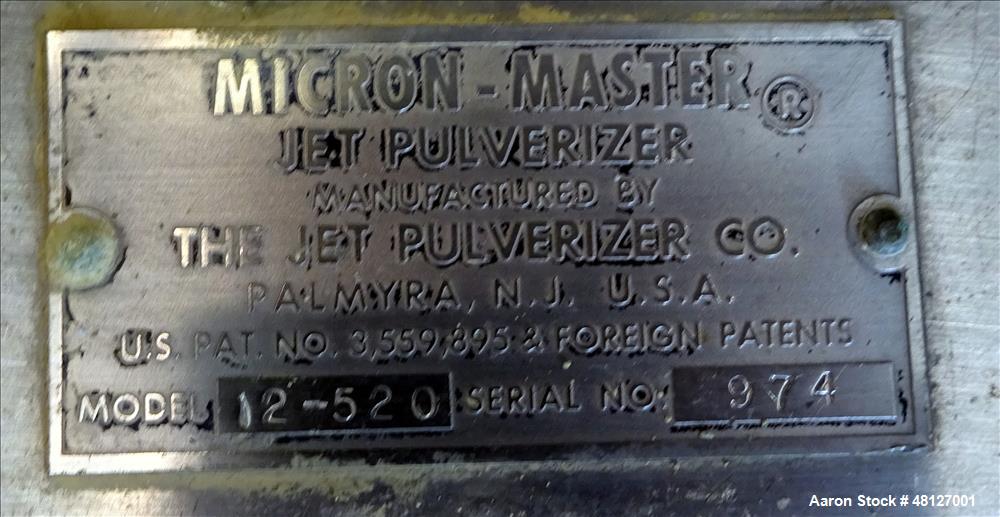 MICRON-MASTER ®
JET PULVERIZER
MANUFACTURED BY
THE JET PULVERIZER CO.
PALMYRA, N.J. U.S.A.
U.S. PAT. NO. 3,559,895 & FOREIGN PATENTS
MODEL 12-520 SERIAL NO. 974
Aaron Stock # 48127001